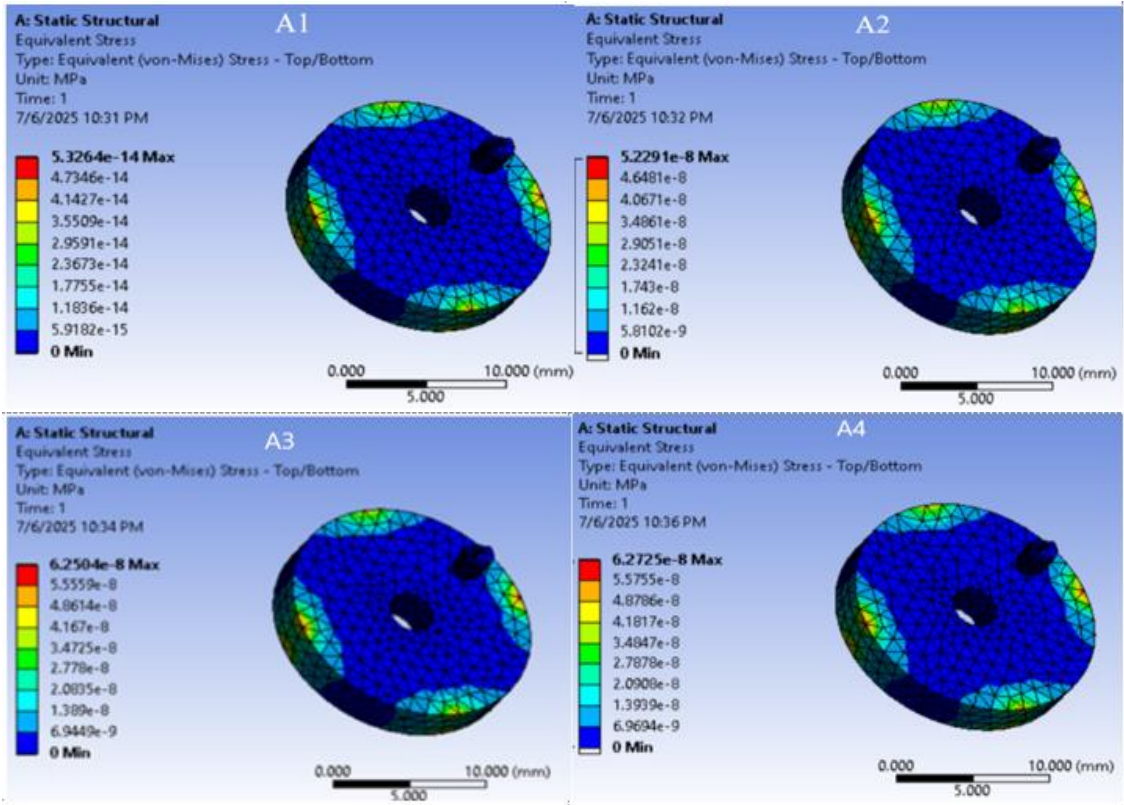 A: Static Structural
A1
Equivalent Stress
Type: Equivalent (von-Mises) Stress - Top/Bottom
Unit: MPa
Time: 1
7/6/2025 10:31 PM
5.3264e-14 Max
4.7346e-14
4.1427e-14
3.5509e-14
2.9591e-14
2.3673e-14
1.7755e-14
1.1836e-14
5.9182e-15
0 Min
0.000
10.000 (mm)
5.000
A: Static Structural
A2
Equivalent Stress
Type: Equivalent (von-Mises) Stress - Top/Bottom
Unit: MPa
Time: 1
7/6/2025 10:32 PM
5.2291e-8 Max
4.6481e-8
4.0671e-8
3.4861e-8
2.9051e-8
2.3241e-8
1.743e-8
1.162e-8
5.8102e-9
0 Min
0.000
10.000 (mm)
5.000
A: Static Structural
A3
Equivalent Stress
Type: Equivalent (von-Mises) Stress - Top/Bottom
Unit: MPa
Time: 1
7/6/2025 10:34 PM
6.2504e-8 Max
5.5559e-8
4.8614e-8
4.167e-8
3.4725e-8
2.778e-8
2.0835e-8
1.389e-8
6.9449e-9
0 Min
0.000
10.000 (mm)
5.000
A: Static Structural
A4
Equivalent Stress
Type: Equivalent (von-Mises) Stress - Top/Bottom
Unit: MPa
Time: 1
7/6/2025 10:36 PM
6.2725e-8 Max
5.5755e-8
4.8786e-8
4.1817e-8
3.4847e-8
2.7878e-8
2.0908e-8
1.3939e-8
6.9694e-9
0 Min
0.000
10.000 (mm)
5.000